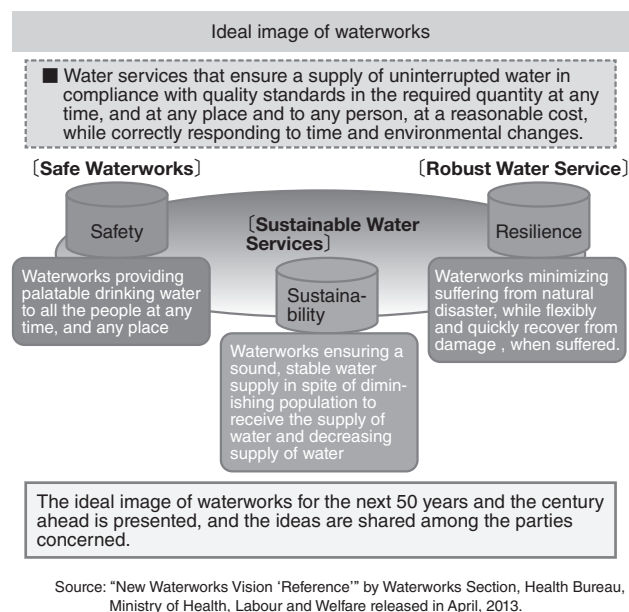 Ideal image of waterworks
■ Water services that ensure a supply of uninterrupted water in
compliance with quality standards in the required quantity at any
time, and at any place and to any person, at a reasonable cost,
while correctly responding to time and environmental changes.
〔Safe Waterworks〕
〔Robust Water Service〕
Safety
〔Sustainable Water
Services〕
Resilience
Waterworks providing
palatable drinking water
to all the people at any
time, and any place
Sustaina-
bility
Waterworks minimizing
suffering from natural
disaster, while flexibly
and quickly recover from
damage , when suffered.
Waterworks ensuring a
sound, stable water
supply in spite of dimin-
ishing population to
receive the supply of
water and decreasing
supply of water
The ideal image of waterworks for the next 50 years and the century
ahead is presented, and the ideas are shared among the parties
concerned.
Source: “New Waterworks Vision ‘Reference’” by Waterworks Section, Health Bureau,
Ministry of Health, Labour and Welfare released in April, 2013.